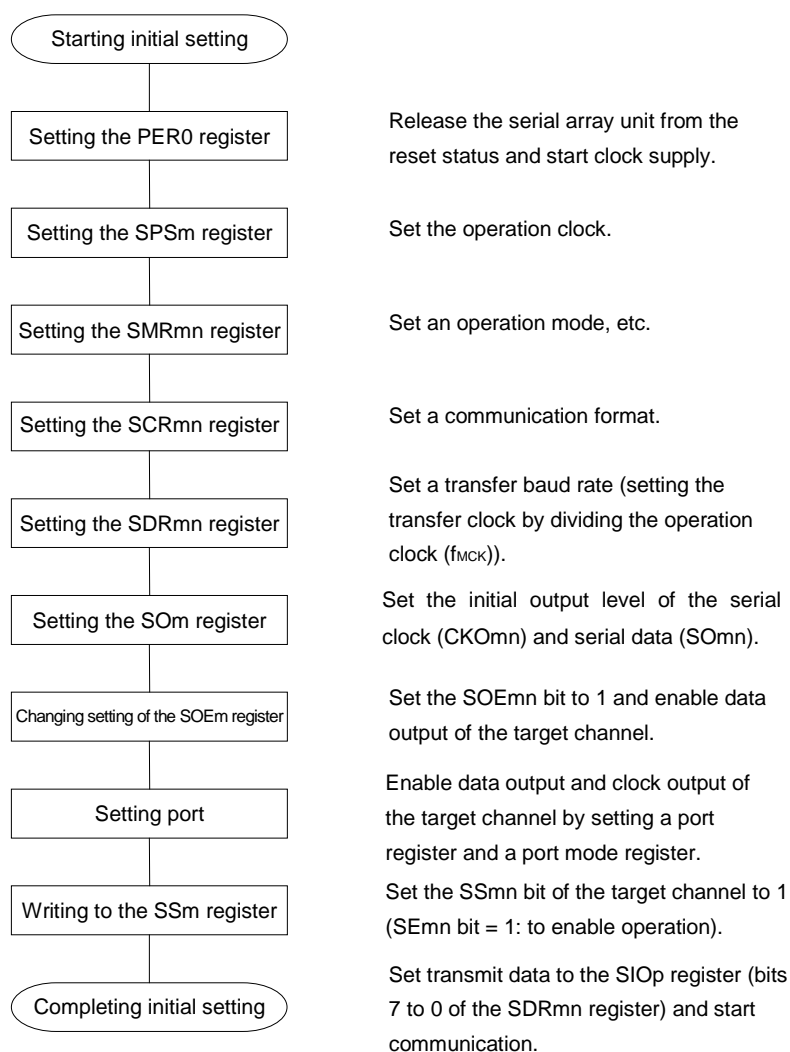 Starting initial setting
Setting the PER0 register
Release the serial array unit from the
reset status and start clock supply.
Setting the SPSm register
Set the operation clock.
Setting the SMRmn register
Set an operation mode, etc.
Setting the SCRmn register
Set a communication format.
Setting the SDRmn register
Set a transfer baud rate (setting the
transfer clock by dividing the operation
clock (fMCK)).
Setting the SOm register
Set the initial output level of the serial
clock (CKOmn) and serial data (SOmn).
Changing setting of the SOEm register
Set the SOEmn bit to 1 and enable data
output of the target channel.
Setting port
Enable data output and clock output of
the target channel by setting a port
register and a port mode register.
Writing to the SSm register
Set the SSmn bit of the target channel to 1
(SEmn bit = 1: to enable operation).
Completing initial setting
Set transmit data to the SIOp register (bits
7 to 0 of the SDRmn register) and start
communication.